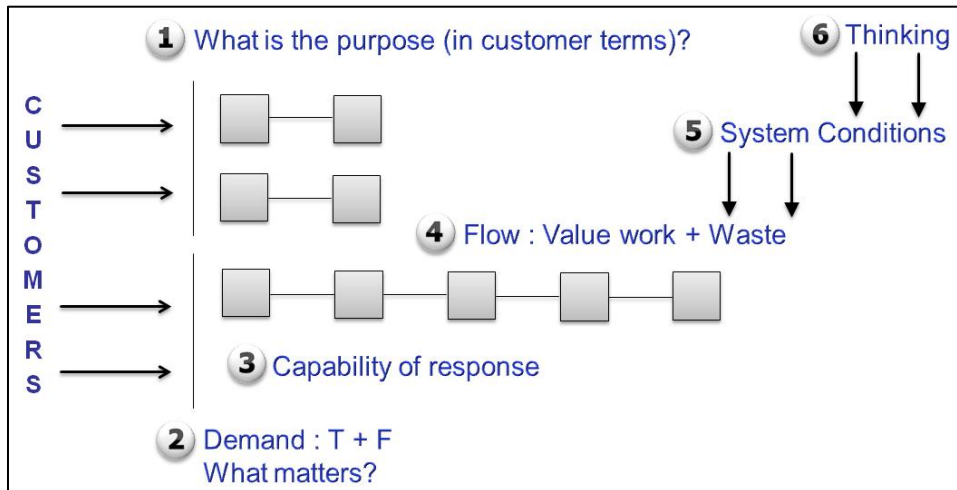 1 What is the purpose (in customer terms)?
6 Thinking
CUSTOMERS
5 System Conditions
4 Flow : Value work + Waste
3 Capability of response
2 Demand : T + F
What matters?